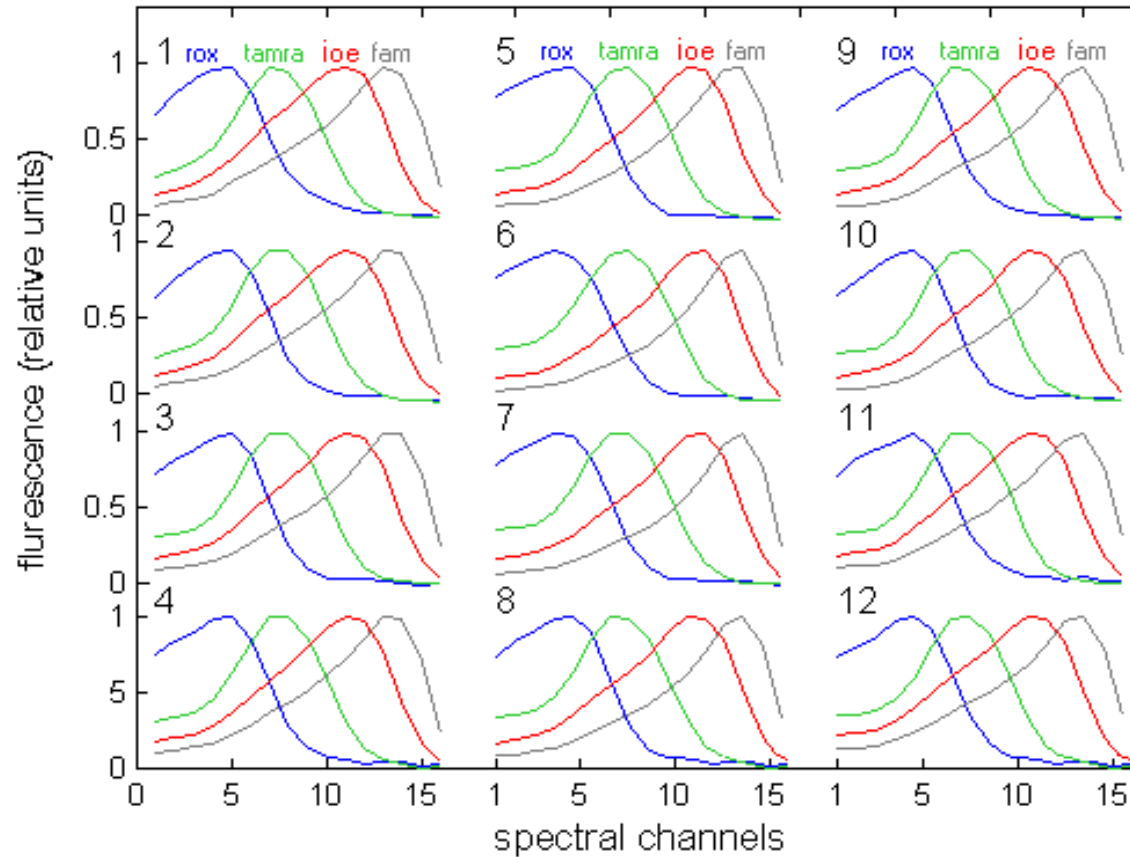 1 rox tamra ioe fam 5 rox tamra ioe fam 9 rox tamra ioe fam
1
0.5
0
2 6 10
1
0.5
0
3 7 11
1
0.5
0
4 8 12
1
5
0
0 5 10 15 1 5 10 15 1 5 10 15
spectral channels
flurescence (relative units)